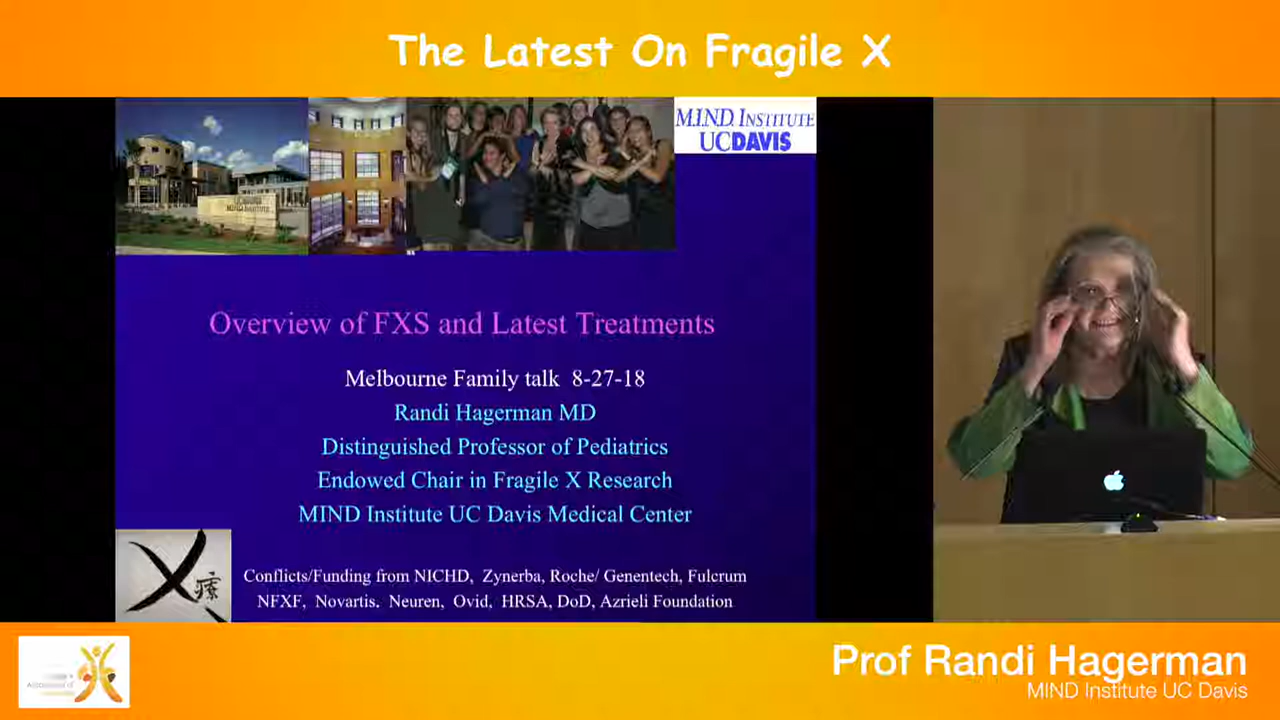 The Latest On Fragile X
M.I.N.D. INSTITUTE
UCDAVIS
Overview of FXS and Latest Treatments
Melbourne Family talk 8-27-18
Randi Hagerman MD
Distinguished Professor of Pediatrics
Endowed Chair in Fragile X Research
MIND Institute UC Davis Medical Center
X療
Conflicts/Funding from NICHD, Zynerba, Roche/ Genentech, Fulcrum
NFXF, Novartis. Neuren, Ovid, HRSA, DoD, Azrieli Foundation
Prof Randi Hagerman
MIND Institute UC Davis